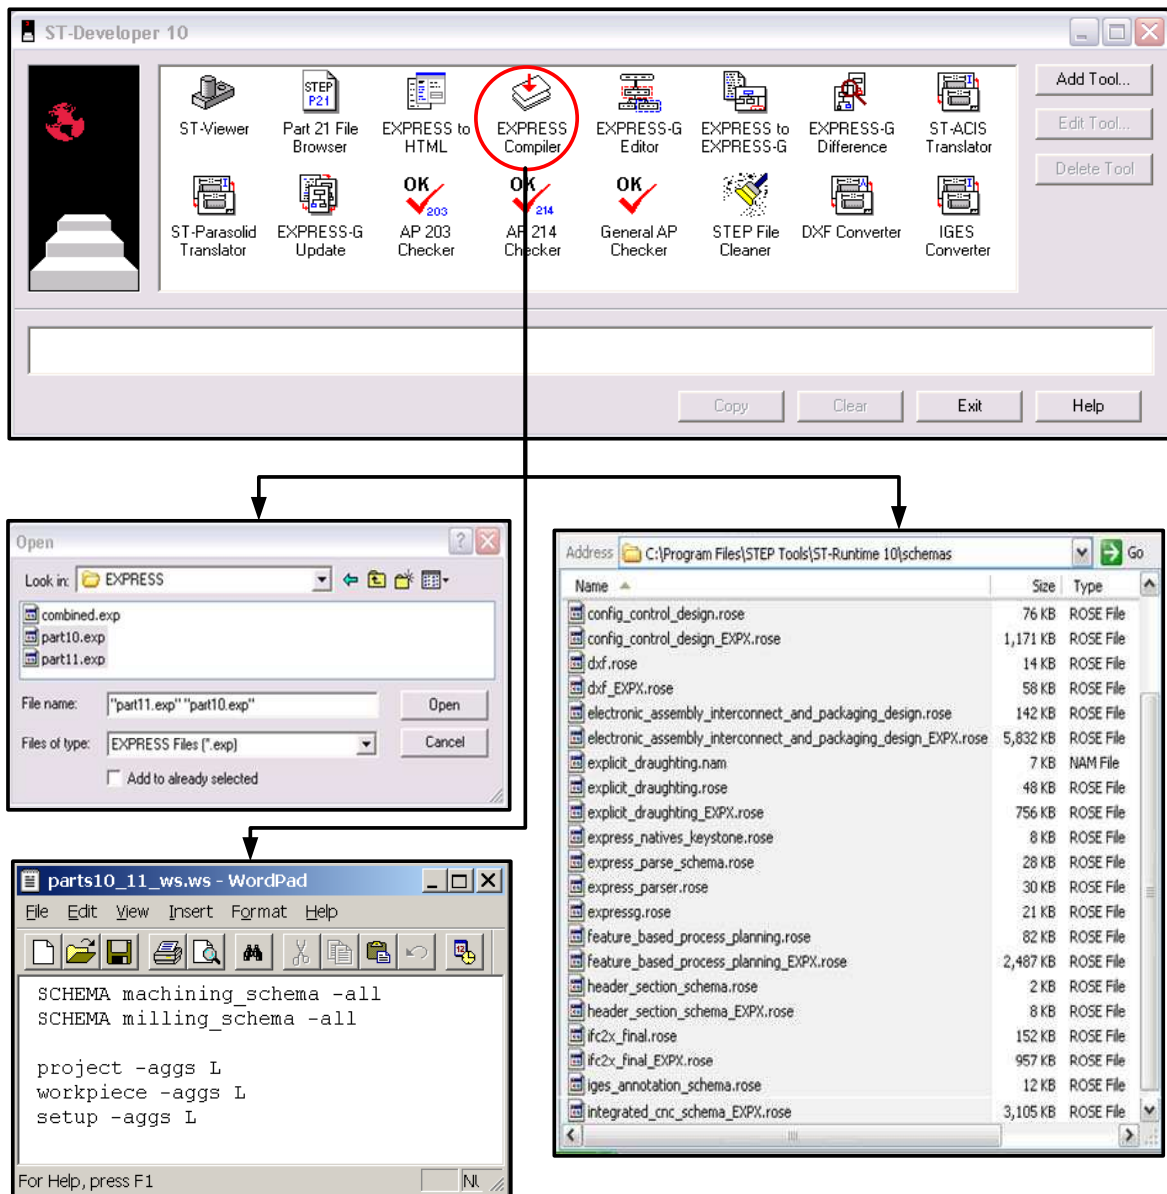 ST-Developer 10
ST-Viewer
Part 21 File
Browser
EXPRESS to
HTML
EXPRESS
Compiler
EXPRESS-G
Editor
EXPRESS to
EXPRESS-G
EXPRESS-G
Difference
ST-ACIS
Translator
STEP
P21
ST-Parasolid
Translator
EXPRESS-G
Update
OK
203
AP 203
Checker
OK
214
AP 214
Checker
OK
General AP
Checker
STEP File
Cleaner
DXF Converter
IGES
Converter
Add Tool...
Edit Tool...
Delete Tool
Copy
Clear
Exit
Help
Open
Look in: EXPRESS
combined.exp
part10.exp
part11.exp
File name: "part11.exp" "part10.exp"
Open
Files of type: EXPRESS Files (*.exp)
Cancel
Add to already selected
Address C:\Program Files\STEP Tools\ST-Runtime 10\schemas Go
Name Size Type
config_control_design.rose 76 KB ROSE File
config_control_design_EXPX.rose 1,171 KB ROSE File
dxf.rose 14 KB ROSE File
dxf_EXPX.rose 58 KB ROSE File
electronic_assembly_interconnect_and_packaging_design.rose 142 KB ROSE File
electronic_assembly_interconnect_and_packaging_design_EXPX.rose 5,832 KB ROSE File
explicit_draughting.nam 7 KB NAM File
explicit_draughting.rose 48 KB ROSE File
explicit_draughting_EXPX.rose 756 KB ROSE File
express_natives_keystone.rose 8 KB ROSE File
express_parse_schema.rose 28 KB ROSE File
express_parser.rose 30 KB ROSE File
expressg.rose 21 KB ROSE File
feature_based_process_planning.rose 82 KB ROSE File
feature_based_process_planning_EXPX.rose 2,487 KB ROSE File
header_section_schema.rose 2 KB ROSE File
header_section_schema_EXPX.rose 8 KB ROSE File
ifc2x_final.rose 152 KB ROSE File
ifc2x_final_EXPX.rose 957 KB ROSE File
iges_annotation_schema.rose 12 KB ROSE File
integrated_cnc_schema_EXPX.rose 3,105 KB ROSE File
parts10_11_ws.ws - WordPad
File Edit View Insert Format Help
SCHEMA machining_schema -all
SCHEMA milling_schema -all
project -aggs L
workpiece -aggs L
setup -aggs L
For Help, press F1